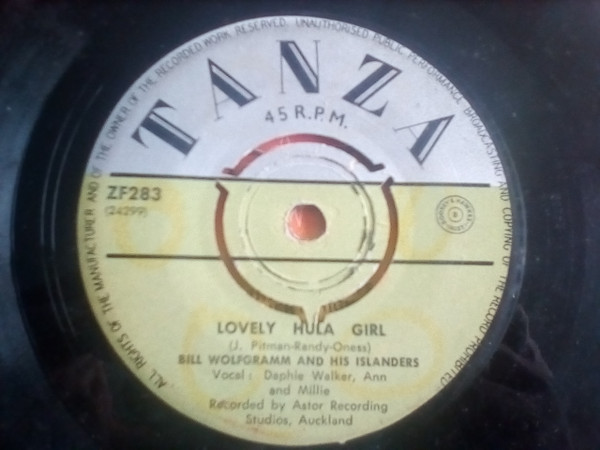 ALL RIGHTS OF THE MANUFACTURER AND OF THE OWNER OF THE RECORDED WORK RESERVED. UNAUTHORISED PUBLIC PERFORMANCE BROADCASTING AND COPYING OF THE RECORD PROHIBITED
TANZA
45 R.P.M.
ZF283
(24299)
LOVELY HULA GIRL
(J. Pitman-Randy-Oness)
BILL WOLFGRAMM AND HIS ISLANDERS
Vocal : Daphie Walker, Ann
and Millie
Recorded by Astor Recording
Studios, Auckland